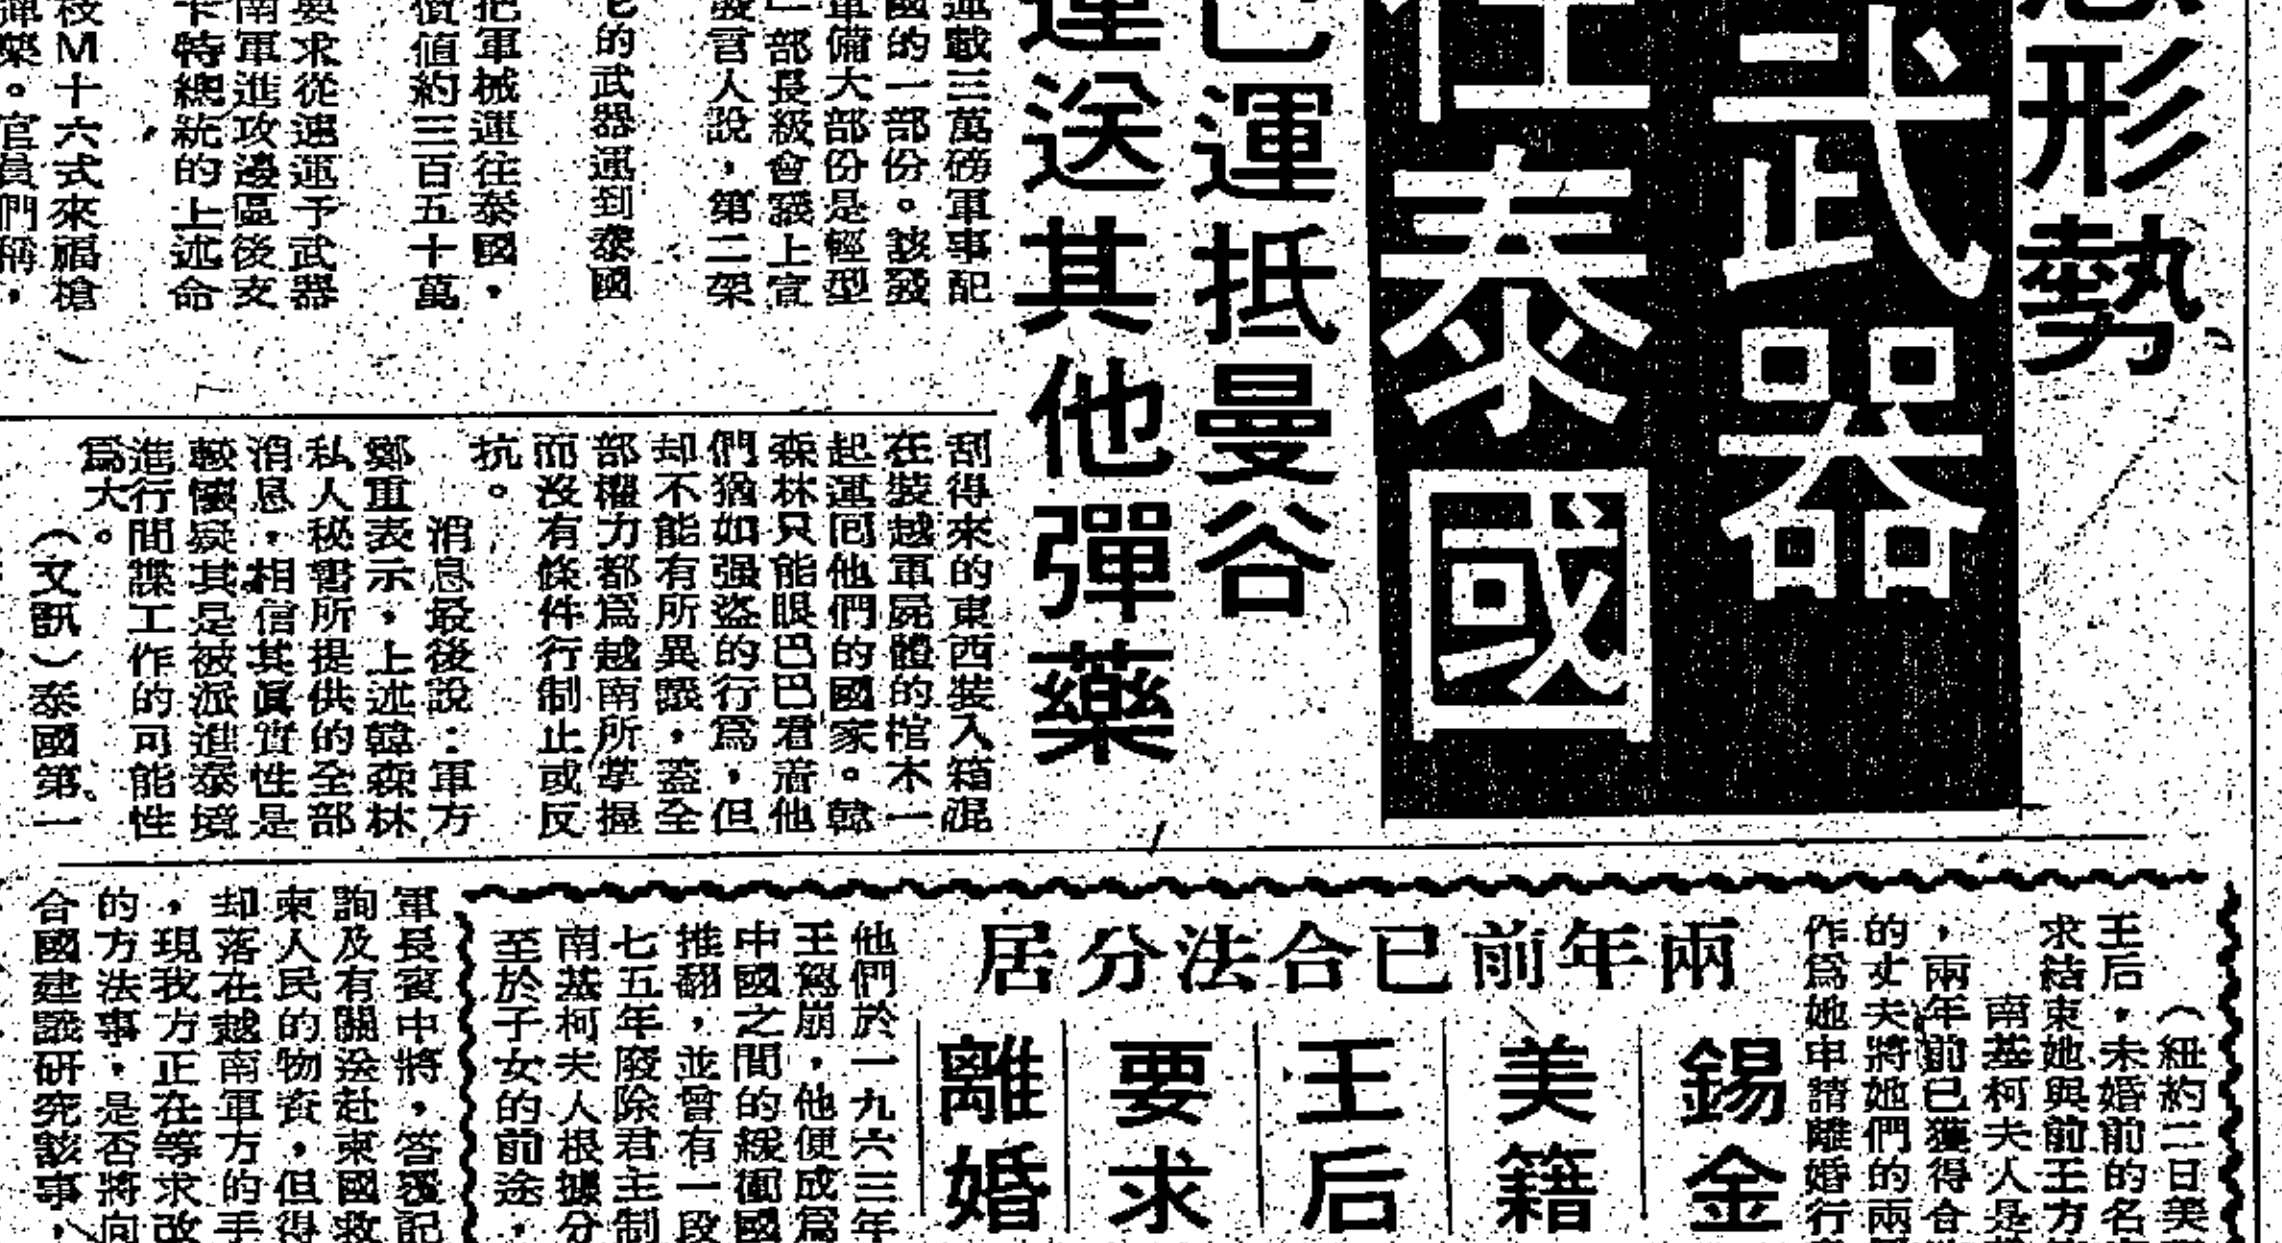 形勢
武器
往泰國
已運抵曼谷
運送其他彈藥
運載三萬磅軍事配
國的一部份。該發
軍備大部份是輕型
一部長級會議上官
發言人說，第二架
的武器運到泰國
把軍械運往泰國，
價值約三百五十萬
要求從速運予武器
南軍進攻邊區後支
卡特總統的上述命
枝M十六式來福槍
彈藥。官員們稱，
刮得來的東西裝入箱混
在裝越軍屍體的棺木一
起運囘他們的國家。韓
森林只能眼巴巴看着他
們猶如强盜的行爲，但
却不能有所異議，蓋全
部權力都爲越南所掌握
而沒有條件行制止或反
抗。
消息最後說：軍方
鄭重表示，上述韓森林
私人秘書所提供的全部
消息，相信其眞實性是
較懷疑其是被派進泰境
進行間諜工作的可能性
爲大。
（文訊）泰國第一
軍長賓中將，答覆記
詢及有關送赴柬國救
柬人民的物資，但得
却落在越南軍方的手
，現我方正在等求改
的方法事，是否將向
合國建議研究該事，
兩年前已合法分居
錫金
美籍
王后
要求
離婚
（紐約二日美
王后，未婚前的名
求結束她與前王方
南基柯夫人是
，兩年前已獲得合
的丈夫將她們的兩
作爲她申請離婚行
他們於一九六三年
王駕崩，他便成爲
中國之間的緩衝國
推翻，並曾有一段
七五年廢除君主制
南基柯夫人根據分
至於子女的前途，